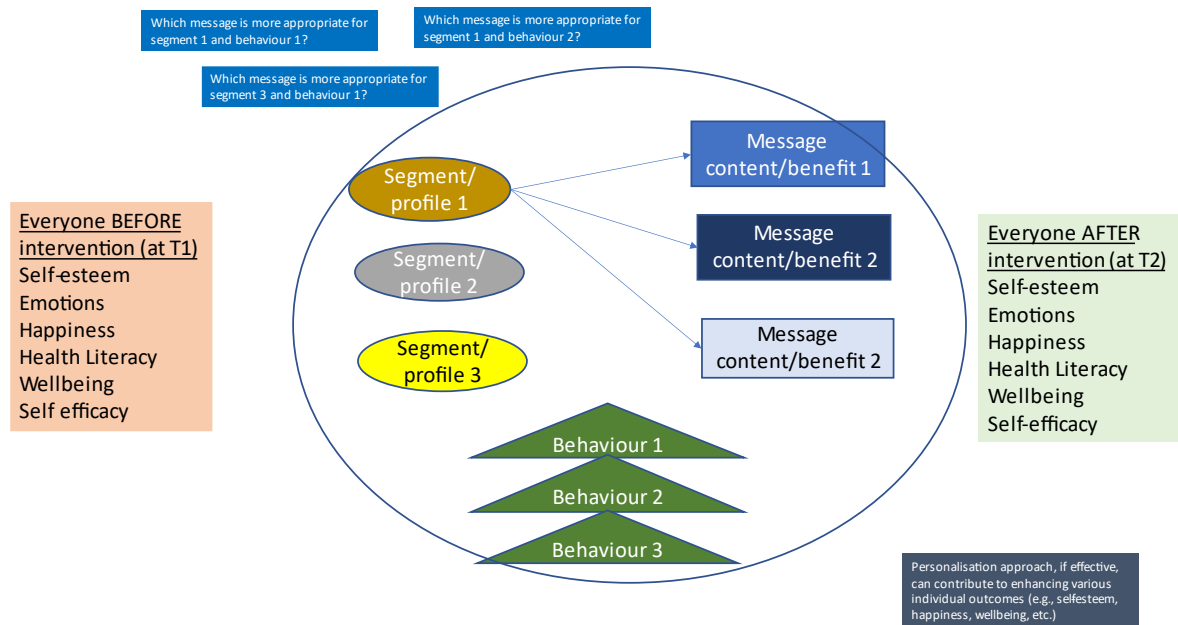 Which message is more appropriate for
segment 1 and behaviour 1?
Which message is more appropriate for
segment 1 and behaviour 2?
Which message is more appropriate for
segment 3 and behaviour 1?
Everyone BEFORE
intervention (at T1)
Self-esteem
Emotions
Happiness
Health Literacy
Wellbeing
Self efficacy
Segment/
profile 1
Segment/
profile 2
Segment/
profile 3
Message
content/benefit 1
Message
content/benefit 2
Message
content/benefit 2
Behaviour 1
Behaviour 2
Behaviour 3
Everyone AFTER
intervention (at T2)
Self-esteem
Emotions
Happiness
Health Literacy
Wellbeing
Self-efficacy
Personalisation approach, if effective,
can contribute to enhancing various
individual outcomes (e.g., selfesteem,
happiness, wellbeing, etc.)